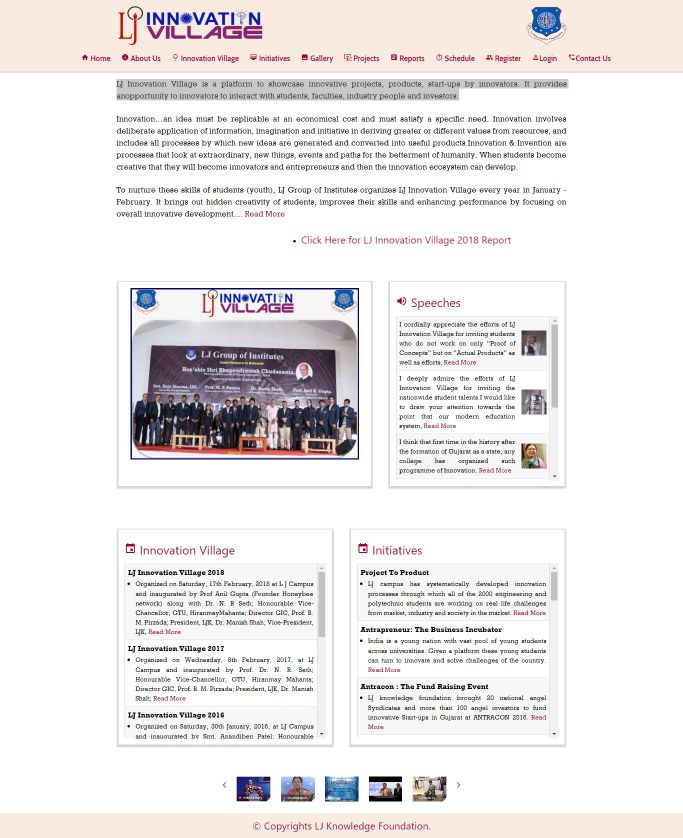 LJ INNOVATION VILLAGE
Home About Us Innovation Village Initiatives Gallery Projects Reports Schedule Register Login Contact Us
LJ Innovation Village is a platform to showcase innovative projects, products, start-ups by innovators. It provides
anopportunity to innovators to interact with students, faculties, industry people and investors.
Innovation...an idea must be replicable at an economical cost and must satisfy a specific need. Innovation involves
deliberate application of information, imagination and initiative in deriving greater or different values from resources, and
includes all processes by which new ideas are generated and converted into useful products.Innovation & Invention are
processes that look at extraordinary, new things, events and paths for the betterment of humanity. When students become
creative that they will become innovators and entrepreneurs and then the innovation ecosystem can develop.
To nurture these skills of students (youth), LJ Group of Institutes organizes LJ Innovation Village every year in January -
February. It brings out hidden creativity of students, improves their skills and enhancing performance by focusing on
overall innovative development.... Read More
Click Here for LJ Innovation Village 2018 Report
LJ INNOVATION VILLAGE
LJ Group of Institutes
Hon'able Shri Bhupendrasinh Chudasama
Speeches
I cordially appreciate the efforts of LJ
Innovation Village for inviting students
who do not work on only "Proof of
Concepts" but on "Actual Products" as
well as efforts, Read More
I deeply admire the efforts of LJ
Innovation Village for inviting the
nationwide student talents.I would like
to draw your attention towards the
point that our modern education
system, Read More
I think that first time in the history after
the formation of Gujarat as a state, any
college has organized such
programme of Innovation. Read More
Innovation Village
LJ Innovation Village 2018
Organized on Saturday, 17th February, 2018 at L J Campus
and inaugurated by Prof Anil Gupta (Founder Honeybee
network) along with Dr. N. R Seth; Honourable Vice-
Chancellor, GTU, HiranmayMahanta; Director GIC, Prof. B.
M. Pirzada; President, LJK, Dr. Manish Shah; Vice-President,
LJK, Read More
LJ Innovation Village 2017
Organized on Wednesday, 8th February, 2017, at LJ
Campus and inaugurated by Prof. Dr. N. R. Seth;
Honourable Vice-Chancellor, GTU, Hiranmay Mahanta;
Director GIC, Prof. B. M. Pirzada; President, LJK, Dr. Manish
Shah; Read More
LJ Innovation Village 2016
Organized on Saturday, 30th January, 2016, at LJ Campus
and inaugurated by Smt. Anandiben Patel; Honourable
Initiatives
Project To Product
LJ campus has systematically developed innovation
processes through which all of the 2000 engineering and
polytechnic students are working on real life challenges
from market, industry and society in the market. Read More
Antrapreneur: The Business Incubator
India is a young nation with vast pool of young students
across universities. Given a platform these young students
can turn to innovate and solve challenges of the country.
Read More
Antracon : The Fund Raising Event
LJ knowledge foundation brought 20 national angel
Syndicates and more than 100 angel investors to fund
innovative Start-ups in Gujarat at ANTRACON 2016. Read
More
© Copyrights LJ Knowledge Foundation.